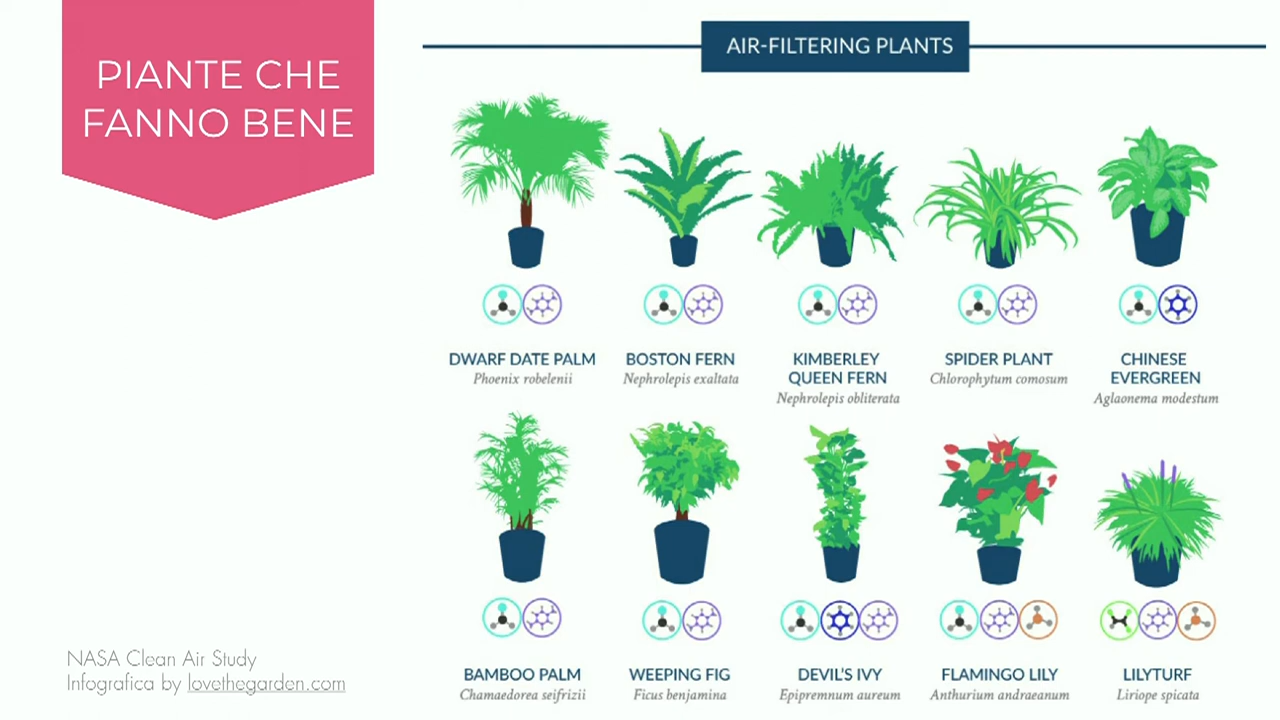 PIANTE CHE
FANNO BENE
AIR-FILTERING PLANTS
DWARF DATE PALM
Phoenix robelenii
BOSTON FERN
Nephrolepis exaltata
KIMBERLEY
QUEEN FERN
Nephrolepis obliterata
SPIDER PLANT
Chlorophytum comosum
CHINESE
EVERGREEN
Aglaonema modestum
BAMBOO PALM
Chamaedorea seifrizii
WEEPING FIG
Ficus benjamina
DEVIL'S IVY
Epipremnum aureum
FLAMINGO LILY
Anthurium andraeanum
LILYTURF
Liriope spicata
NASA Clean Air Study
Infografica by lovethegarden.com